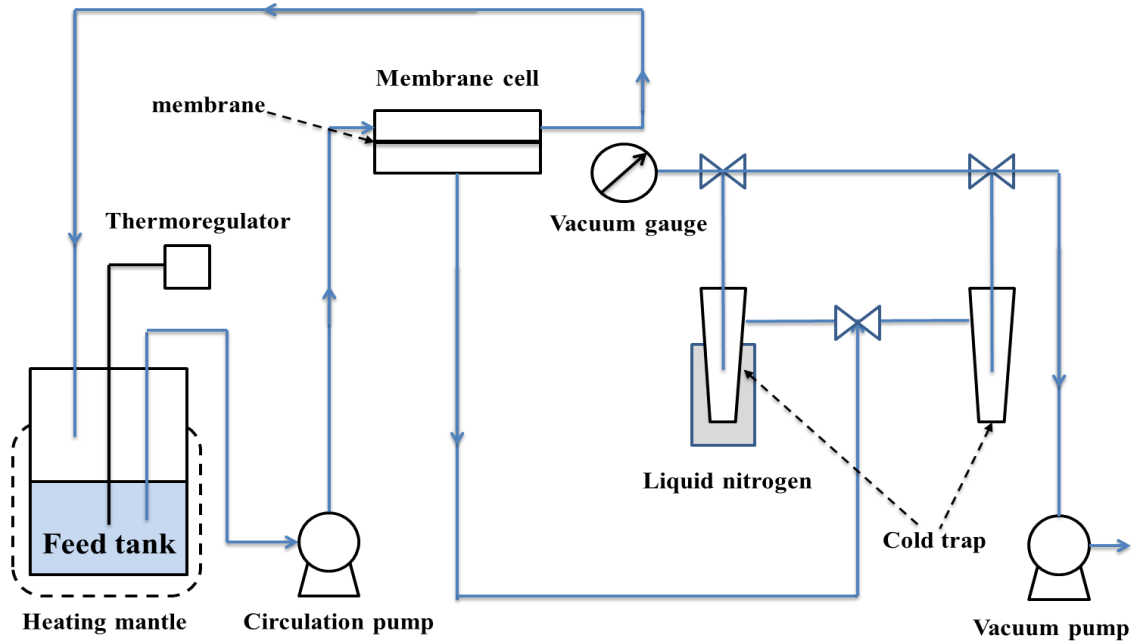 Membrane cell
membrane
Thermoregulator
Vacuum gauge
Liquid nitrogen
Feed tank
Cold trap
Heating mantle
Circulation pump
Vacuum pump